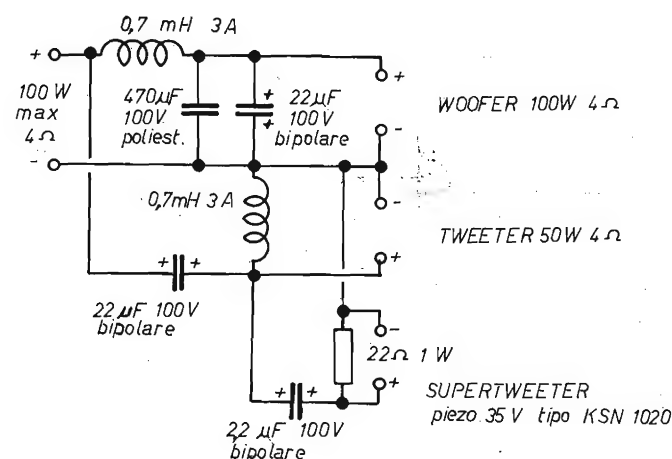 0,7 mH 3A
+
100 W
max
4Ω
-
470µF
100V
poliest.
+
+
22µF
100V
bipolare
+
-
WOOFER 100W 4Ω
0,7mH 3A
-
+
TWEETER 50W 4Ω
+ +
22 µF 100V
bipolare
-
22Ω 1W
+
+ +
2,2 µF 100V
bipolare
SUPERTWEETER
piezo 35V tipo KSN 1020